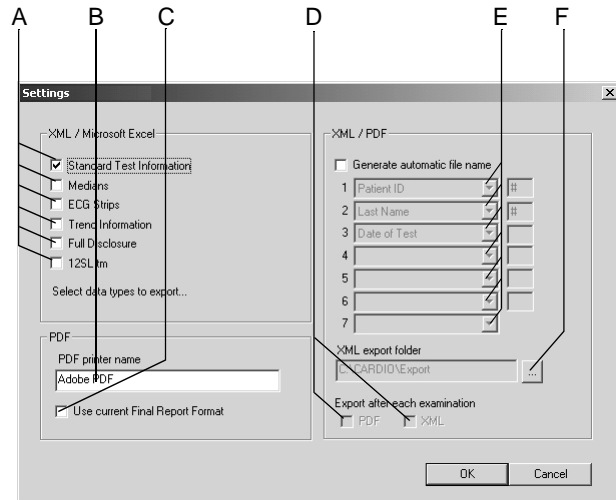 A B C D E F
Settings
XML / Microsoft Excel
Standard Test Information
Medians
ECG Strips
Trend Information
Full Disclosure
12SL tm
Select data types to export...
PDF
PDF printer name
Adobe PDF
Use current Final Report Format
XML / PDF
Generate automatic file name
1 Patient ID #
2 Last Name #
3 Date of Test
4
5
6
7
XML export folder
C:\CARDIO\Export ...
Export after each examination
PDF XML
OK Cancel